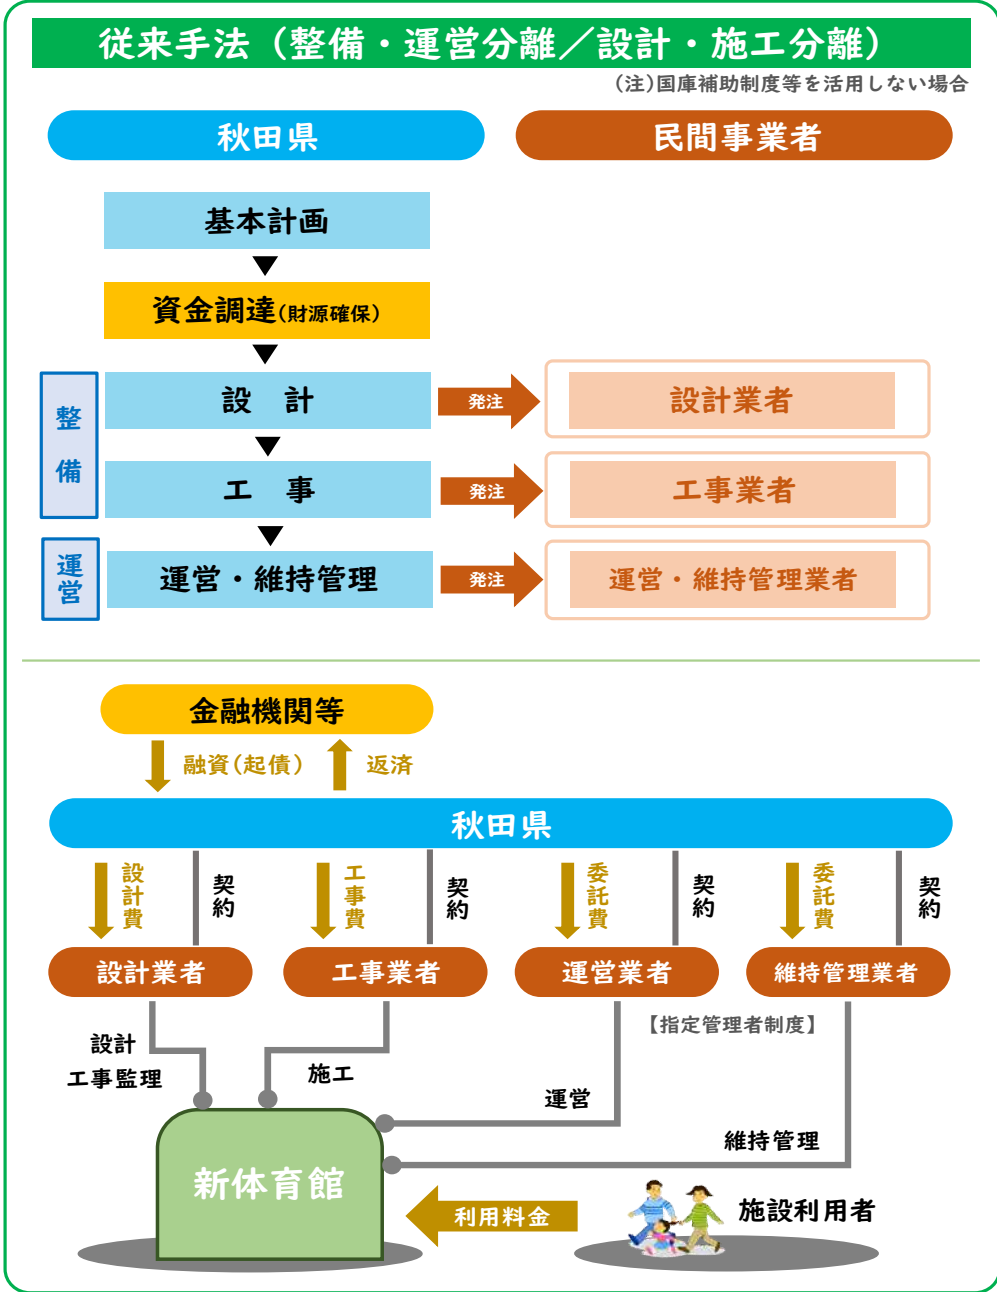 従来手法（整備・運営分離／設計・施工分離）
(注)国庫補助制度等を活用しない場合
秋田県
民間事業者
基本計画
資金調達(財源確保)
整備
設　計
発注
設計業者
工　事
発注
工事業者
運営
運営・維持管理
発注
運営・維持管理業者
金融機関等
融資(起債)
返済
秋田県
設計費
契約
工事費
契約
委託費
契約
委託費
契約
設計業者
工事業者
運営業者
維持管理業者
【指定管理者制度】
設計
工事監理
施工
運営
維持管理
新体育館
利用料金
施設利用者